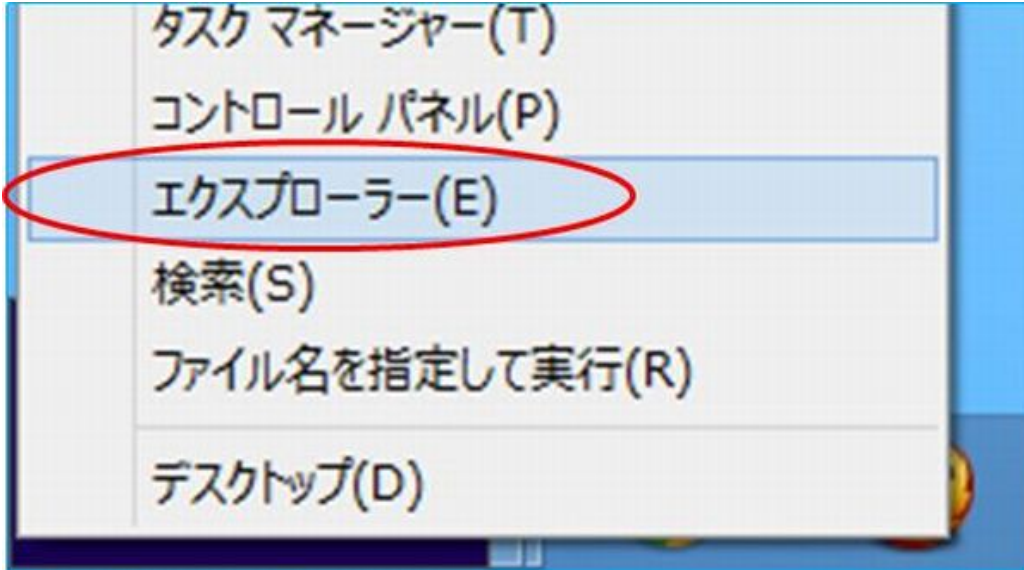 タスク マネージャー(T)
コントロール パネル(P)
エクスプローラー(E)
検索(S)
ファイル名を指定して実行(R)
デスクトップ(D)